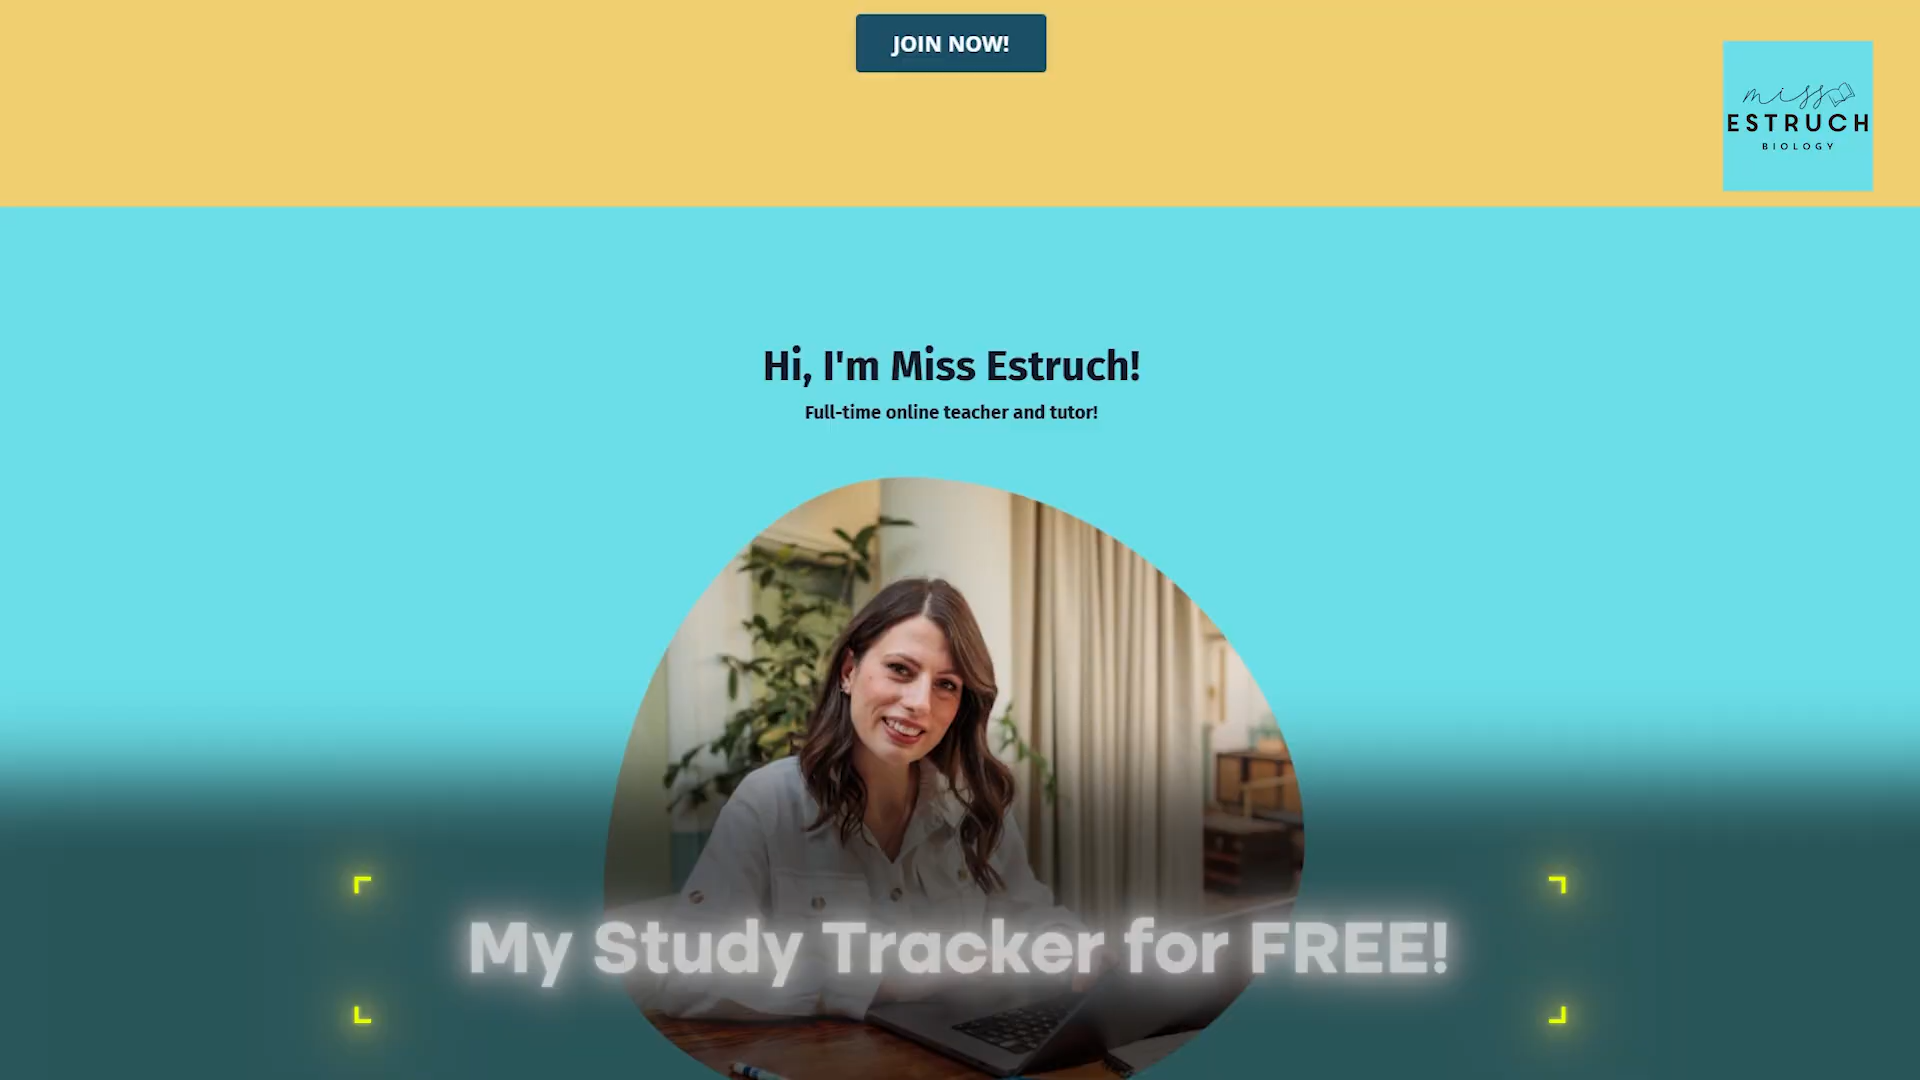 JOIN NOW!
miss
ESTRUCH
BIOLOGY
Hi, I'm Miss Estruch!
Full-time online teacher and tutor!
My Study Tracker for FREE!